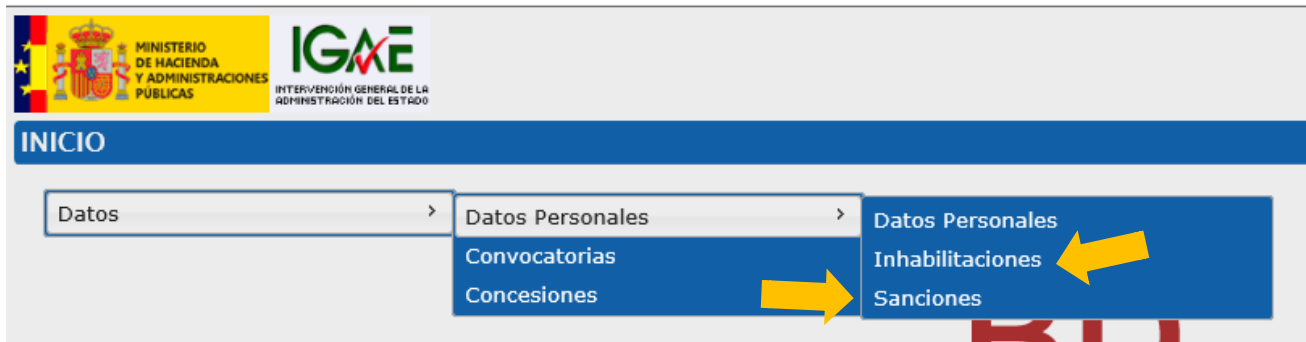 MINISTERIO
DE HACIENDA
Y ADMINISTRACIONES
PÚBLICAS
IGAE
INTERVENCIÓN GENERAL DE LA
ADMINISTRACIÓN DEL ESTADO
INICIO
Datos >
Datos Personales >
Convocatorias
Concesiones
Datos Personales
Inhabilitaciones
Sanciones